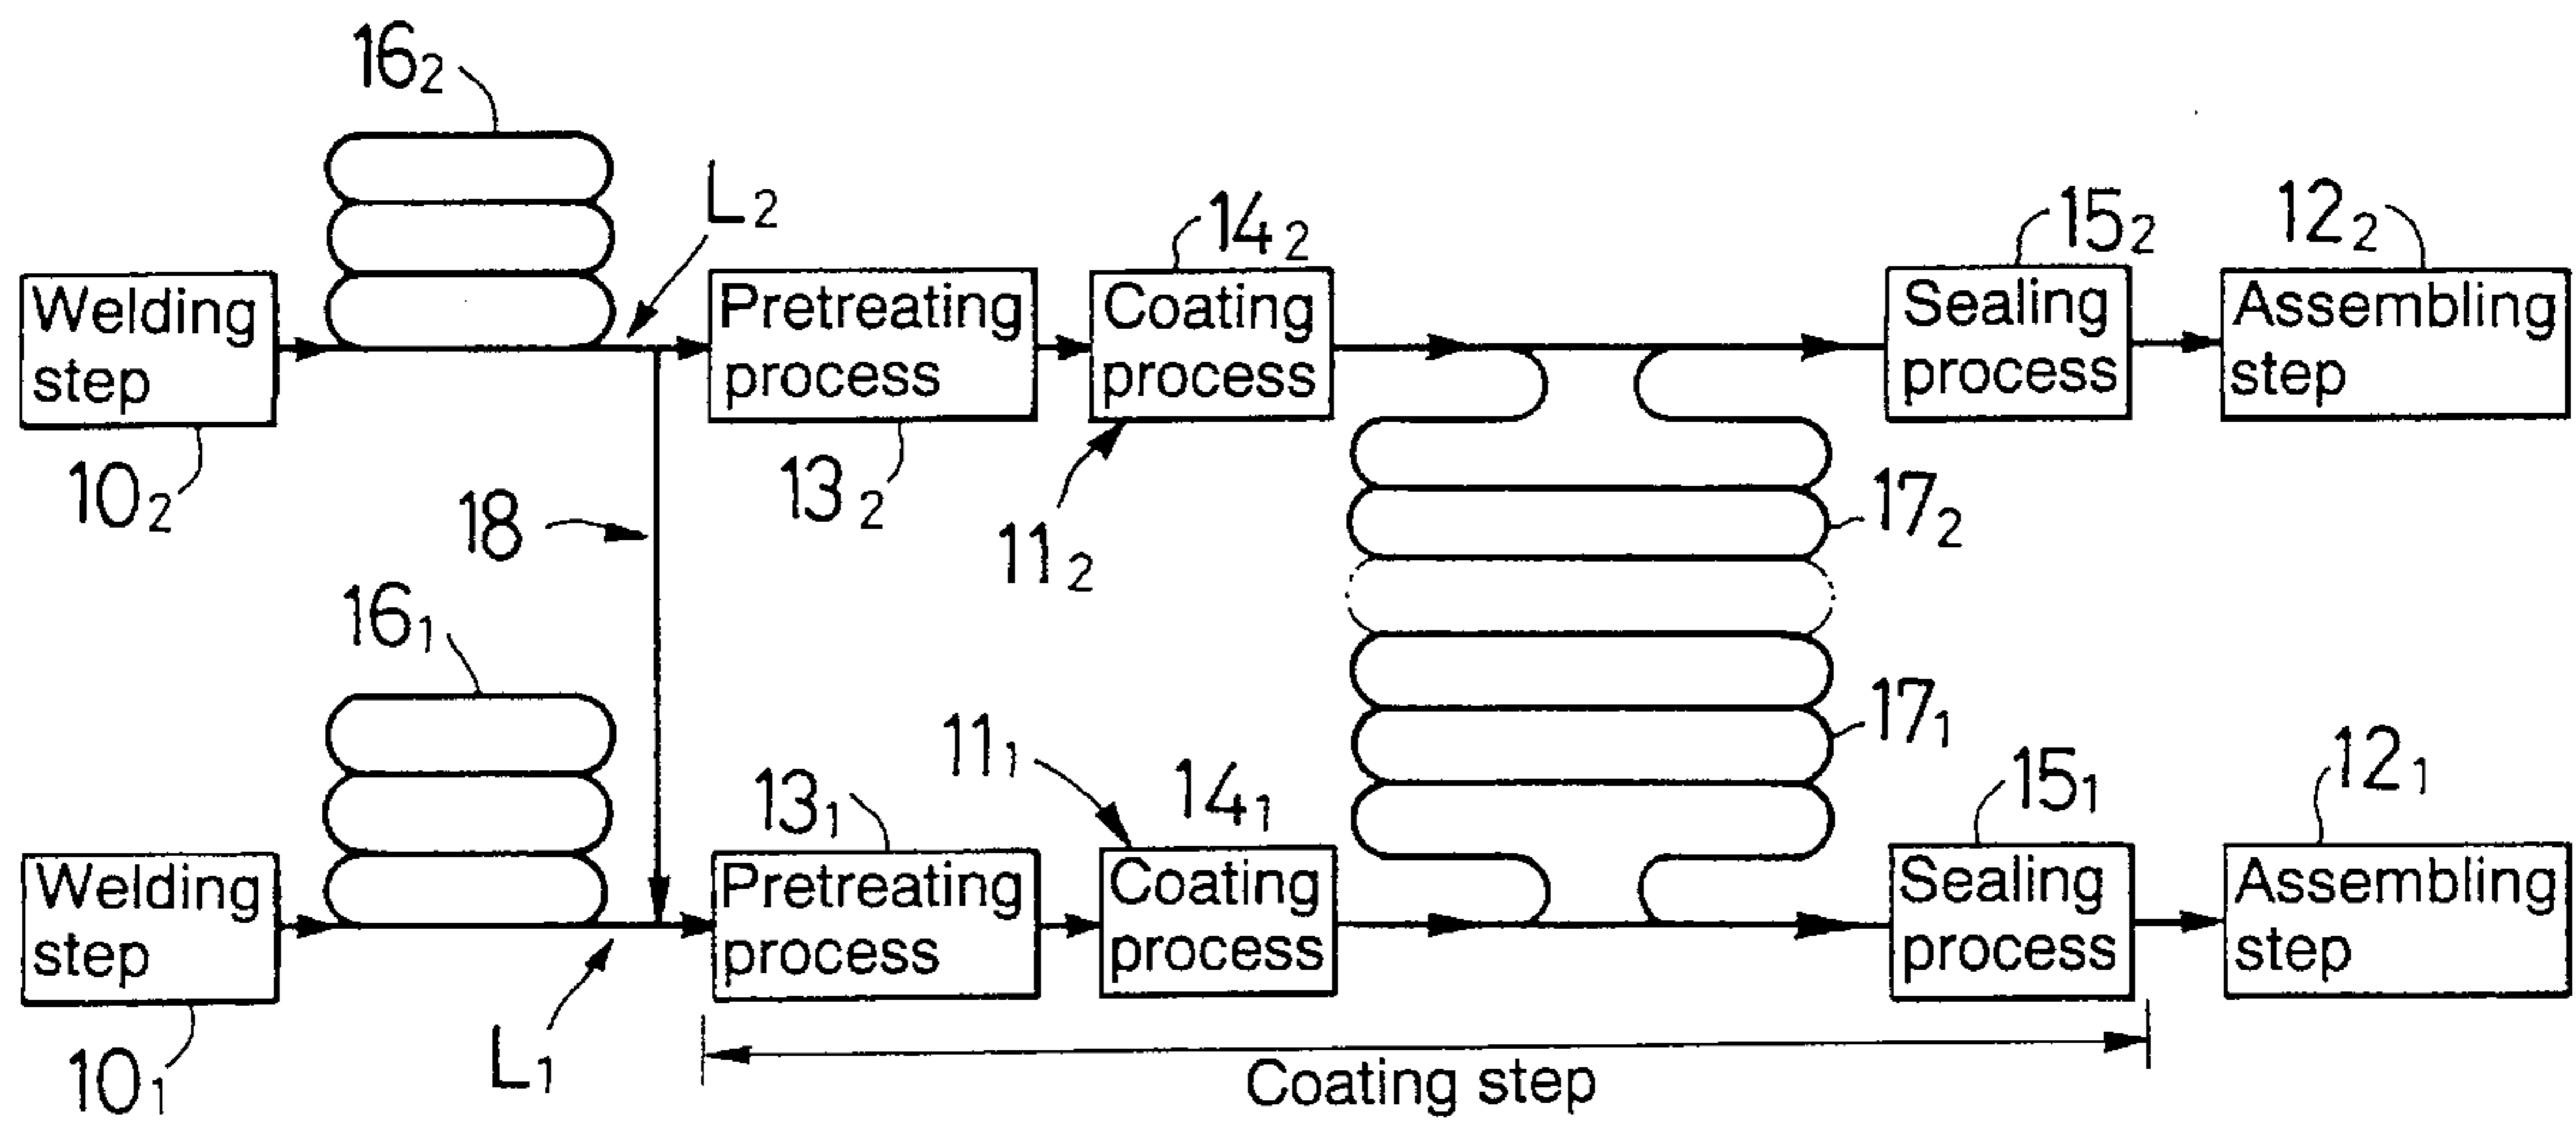 16₂
L₂
14₂
15₂
12₂
Welding
step
Pretreating
process
Coating
process
Sealing
process
Assembling
step
10₂
18
13₂
11₂
17₂
16₁
17₁
11₁
13₁
14₁
15₁
12₁
Welding
step
Pretreating
process
Coating
process
Sealing
process
Assembling
step
10₁
L₁
Coating step